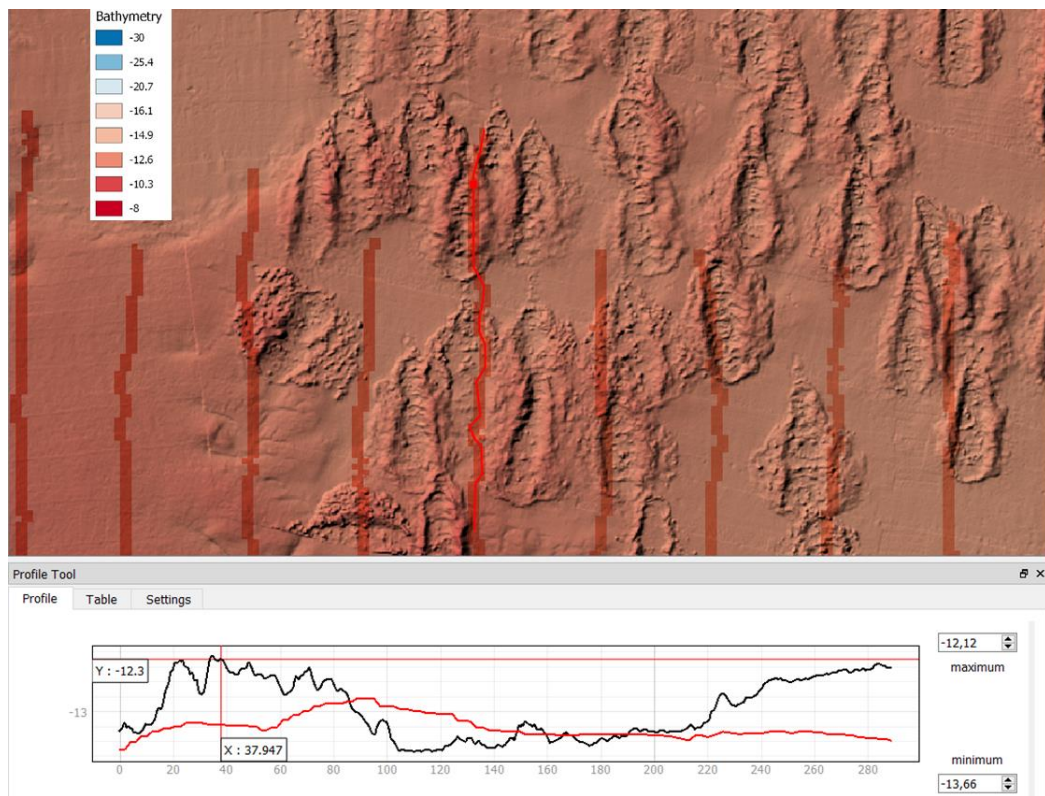 Bathymetry
-30
-25.4
-20.7
-16.1
-14.9
-12.6
-10.3
-8
Profile Tool
Profile Table Settings
Y : -12.3
-13
X : 37.947
0 20 40 60 80 100 120 140 160 180 200 220 240 260 280
-12,12
maximum
minimum
-13,66